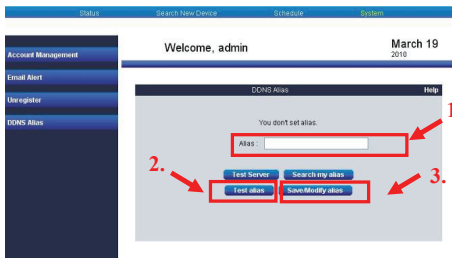 Status Search New Device Schedule System
Welcome, admin
March 19
2010
Account Management
Email Alert
Unregister
DDNS Alias
DDNS Alias Help
You don't set alias.
Alias :
1
2.
Test Server Search my alias
Test alias Save/Modify alias
3.